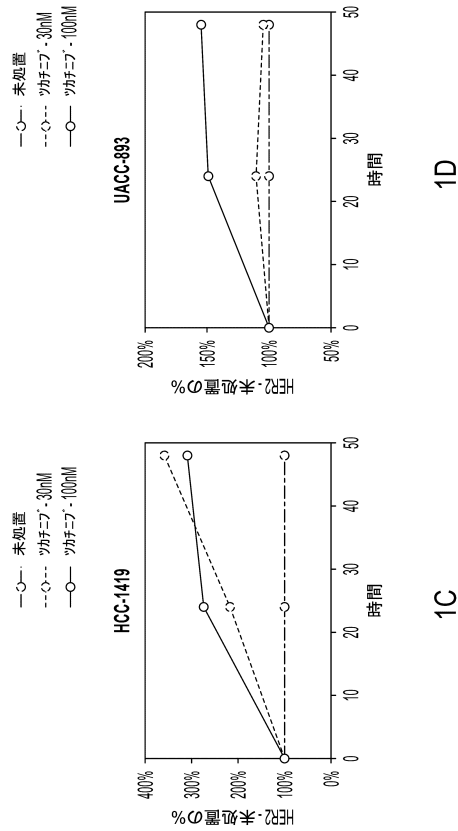 未処置
ツカチニブ - 30nM
ツカチニブ - 100nM
HCC-1419
400%
300%
200%
100%
0%
HER2 - 未処置の%
0
10
20
30
40
50
時間
1C
未処置
ツカチニブ - 30nM
ツカチニブ - 100nM
UACC-893
200%
150%
100%
50%
HER2 - 未処置の%
0
10
20
30
40
50
時間
1D